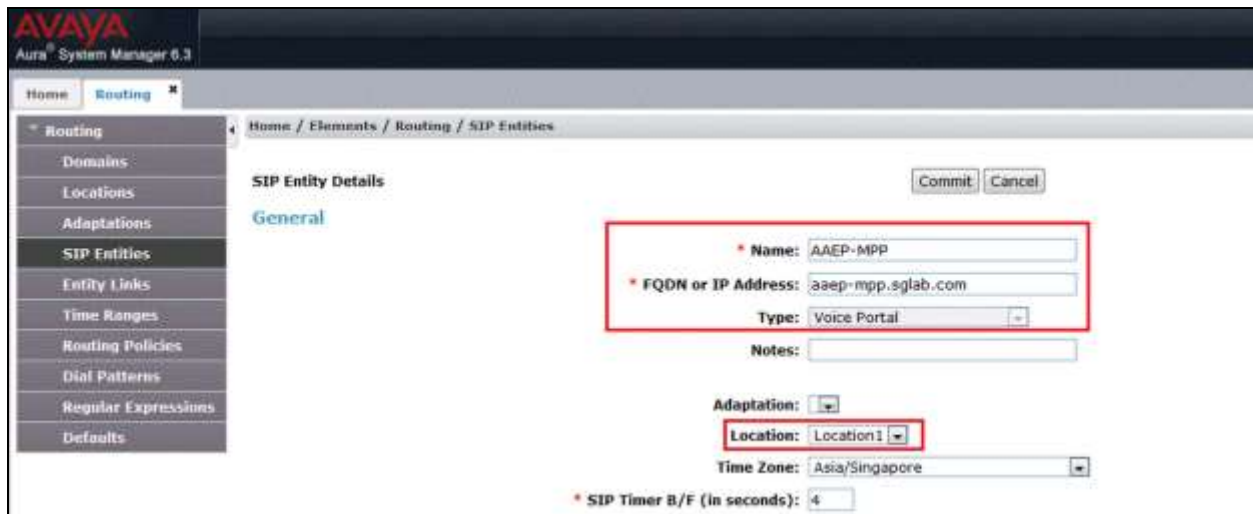 AVAYA
Aura® System Manager 6.3
Home
Routing ✖
Routing
Domains
Locations
Adaptations
SIP Entities
Entity Links
Time Ranges
Routing Policies
Dial Patterns
Regular Expressions
Defaults
Home / Elements / Routing / SIP Entities
SIP Entity Details
Commit Cancel
General
* Name: AAEP-MPP
* FQDN or IP Address: aaep-mpp.sglab.com
Type: Voice Portal
Notes:
Adaptation:
Location: Location1
Time Zone: Asia/Singapore
* SIP Timer B/F (in seconds): 4